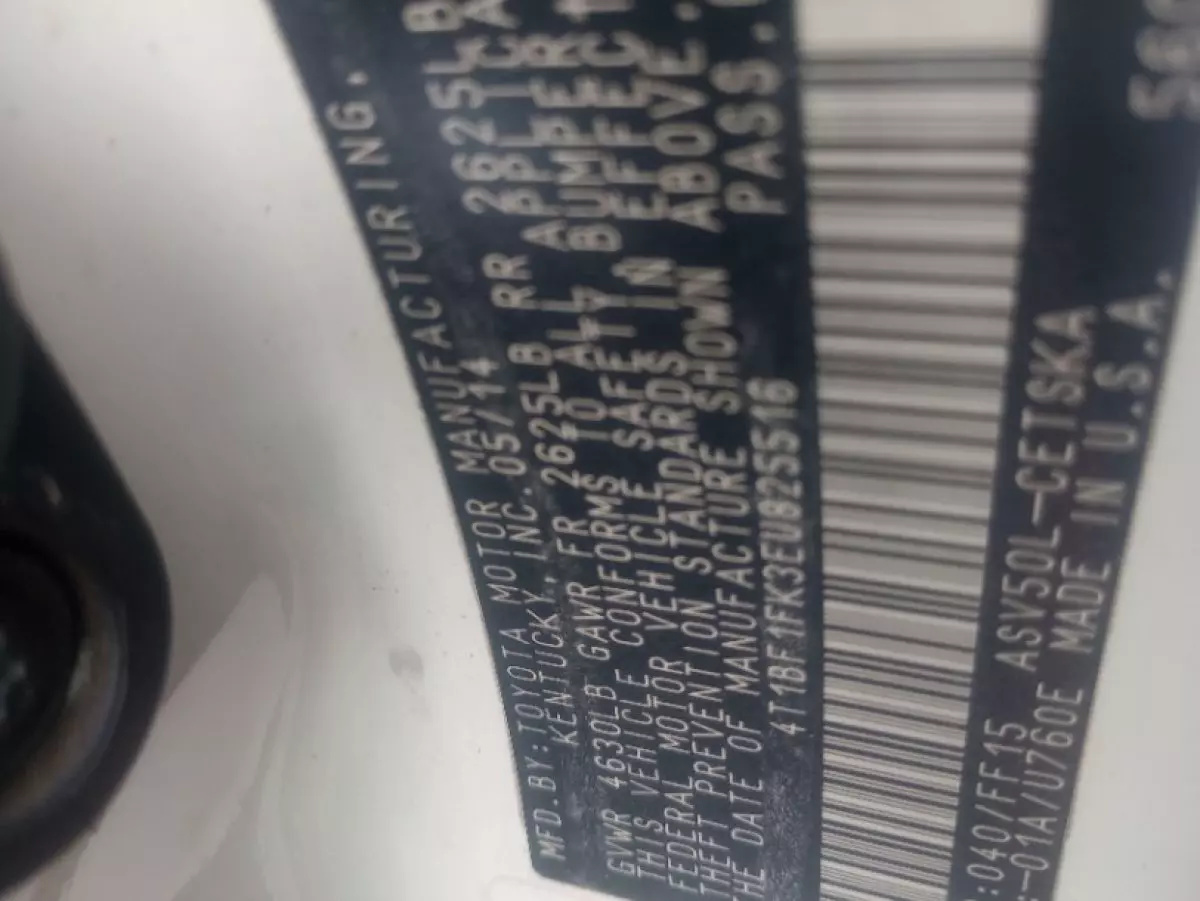 MFD.BY:TOYOTA MOTOR MANUFACTURING.
KENTUCKY, INC. 05/14
GVWR 4630LB GAWR FR 2625LB RR 2625LB
THIS VEHICLE CONFORMS TO ALL APPLICA
FEDERAL MOTOR VEHICLE SAFETY BUMPER
THEFT PREVENTION STANDARDS IN EFFECT
THE DATE OF MANUFACTURE SHOWN ABOVE.
4T1BF1FK3EU825516 PASS.
:040/FF15 ASV50L-CETSKA
-01A/U760E MADE IN U.S.A.